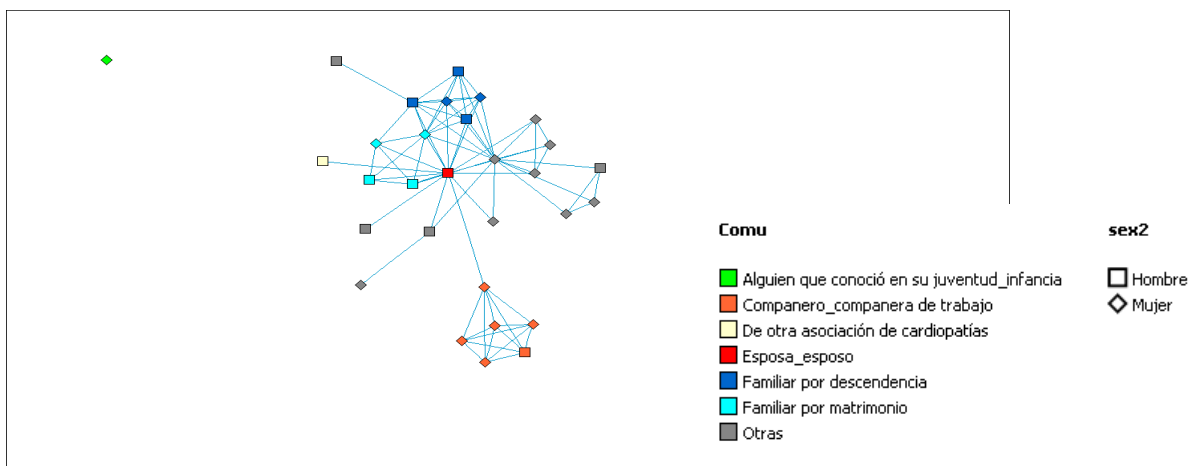 Comu
Alguien que conoció en su juventud_infancia
Companero_companera de trabajo
De otra asociación de cardiopatías
Esposa_esposo
Familiar por descendencia
Familiar por matrimonio
Otras
sex2
Hombre
Mujer